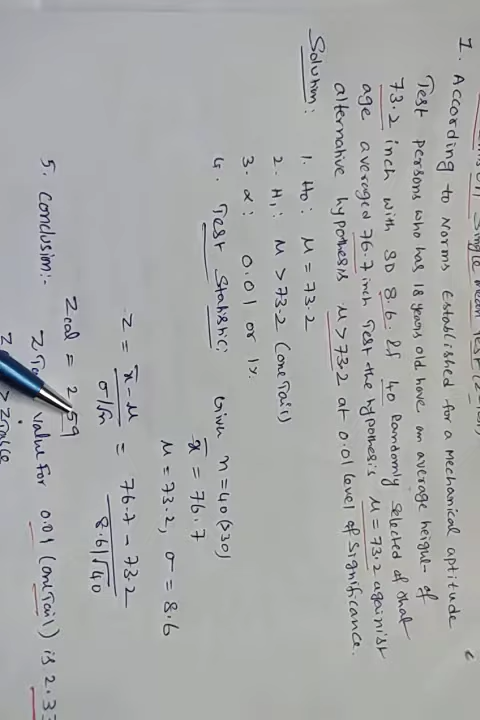 Single mean Test (Z-Test)
1. According to Norms Established for a mechanical aptitude
Test persons who has 18 years old have an average height of
73.2 inch with SD 8.6. If 40 Randomly selected of that
age averaged 76.7 inch Test the hypothesis μ = 73.2 against
alternative hypothesis μ > 73.2 at 0.01 level of significance.
Solution:
1. H0: μ = 73.2
2. H1: μ > 73.2 (one Tail)
3. α: 0.01 or 1%
4. Test Statistic: Given n = 40 (>30)
x̄ = 76.7
μ = 73.2, σ = 8.6
Z = x̄ - μ / σ/√n = 76.7 - 73.2 / 8.6/√40
Zcal = 2.59
5. Conclusion:- Z value for 0.01 (one Tail) is 2.33
> Ztable